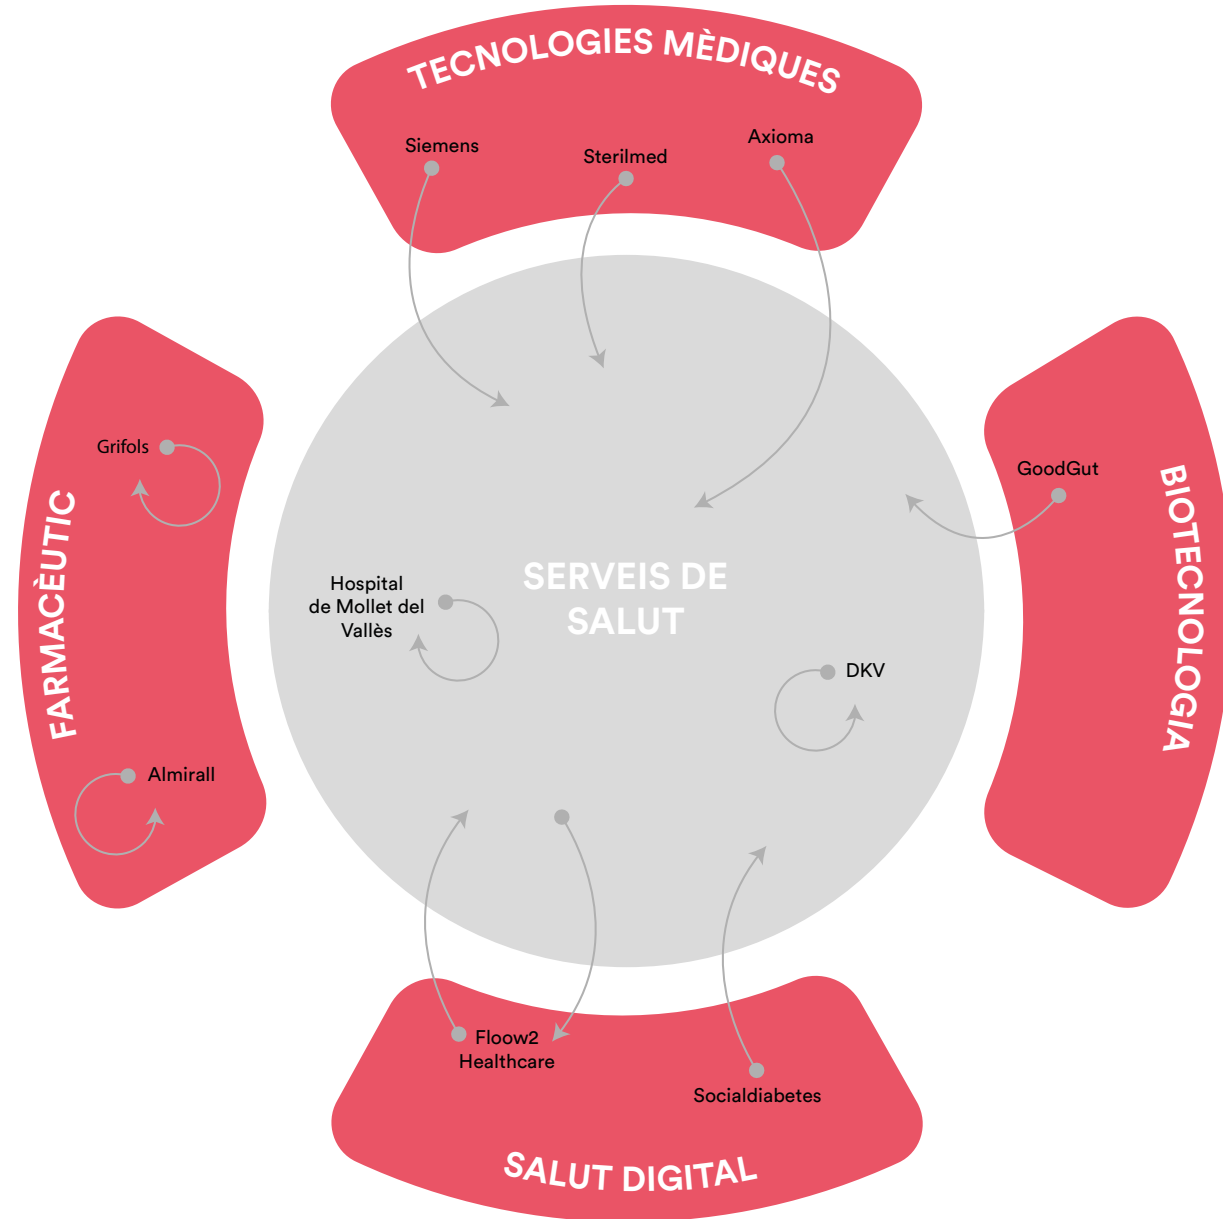 TECNOLOGIES MÈDIQUES
Siemens
Sterilmed
Axioma
Grifols
FARMACÈUTIC
Almirall
GoodGut
BIOTECNOLOGIA
SERVEIS DE
SALUT
Hospital
de Mollet del
Vallès
DKV
Floow2
Healthcare
Socialdiabetes
SALUT DIGITAL